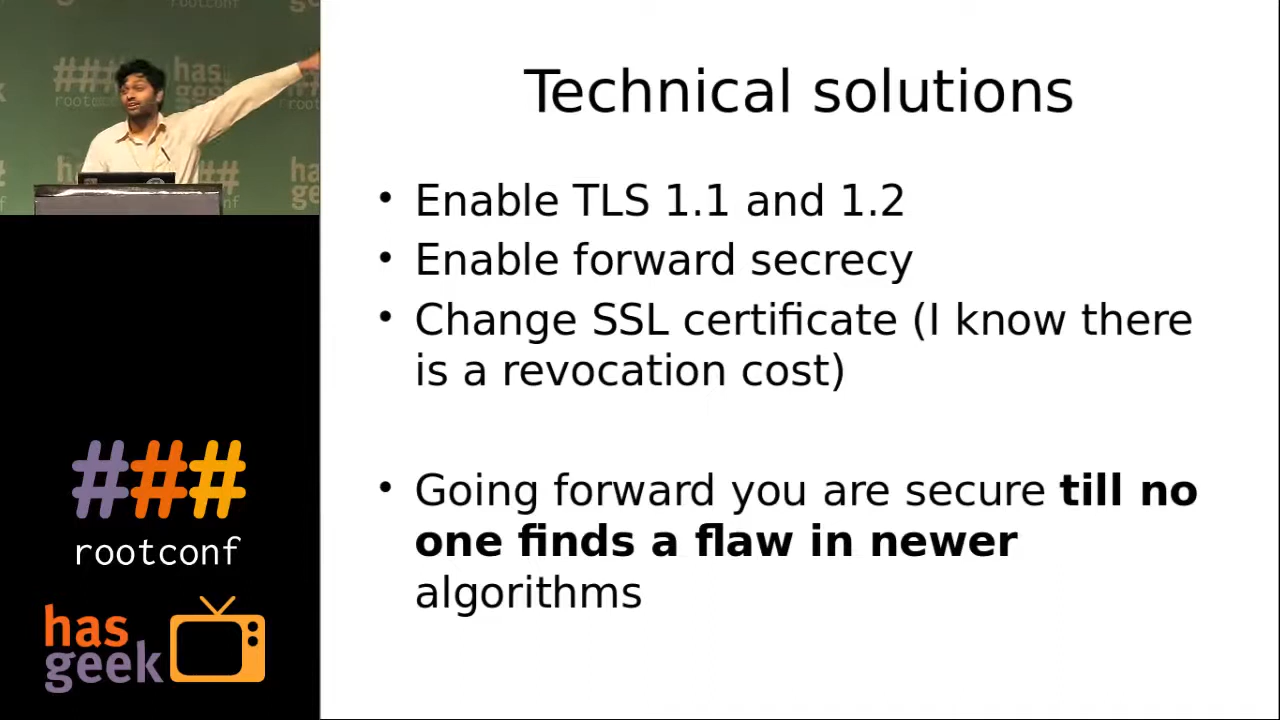 Technical solutions
• Enable TLS 1.1 and 1.2
• Enable forward secrecy
• Change SSL certificate (I know there
is a revocation cost)
• Going forward you are secure till no
one finds a flaw in newer
algorithms
###
rootconf
has
geek